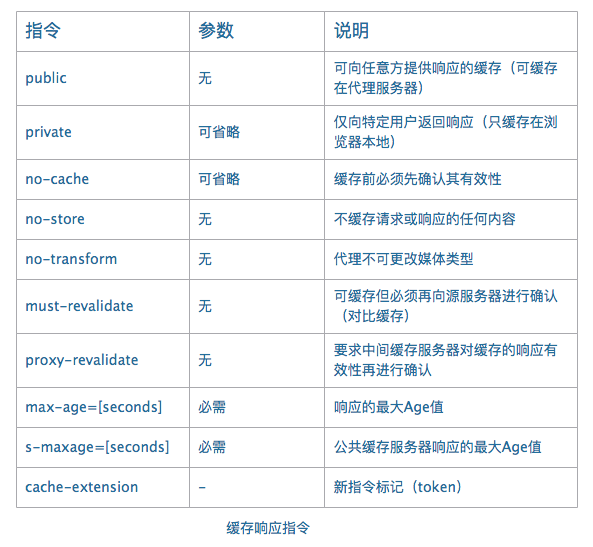 指令 参数 说明
public 无 可向任意方提供响应的缓存（可缓存
在代理服务器）
private 可省略 仅向特定用户返回响应（只缓存在浏
览器本地）
no-cache 可省略 缓存前必须先确认其有效性
no-store 无 不缓存请求或响应的任何内容
no-transform 无 代理不可更改媒体类型
must-revalidate 无 可缓存但必须再向源服务器进行确认
（对比缓存）
proxy-revalidate 无 要求中间缓存服务器对缓存的响应有
效性再进行确认
max-age=[seconds] 必需 响应的最大Age值
s-maxage=[seconds] 必需 公共缓存服务器响应的最大Age值
cache-extension – 新指令标记（token）
缓存响应指令